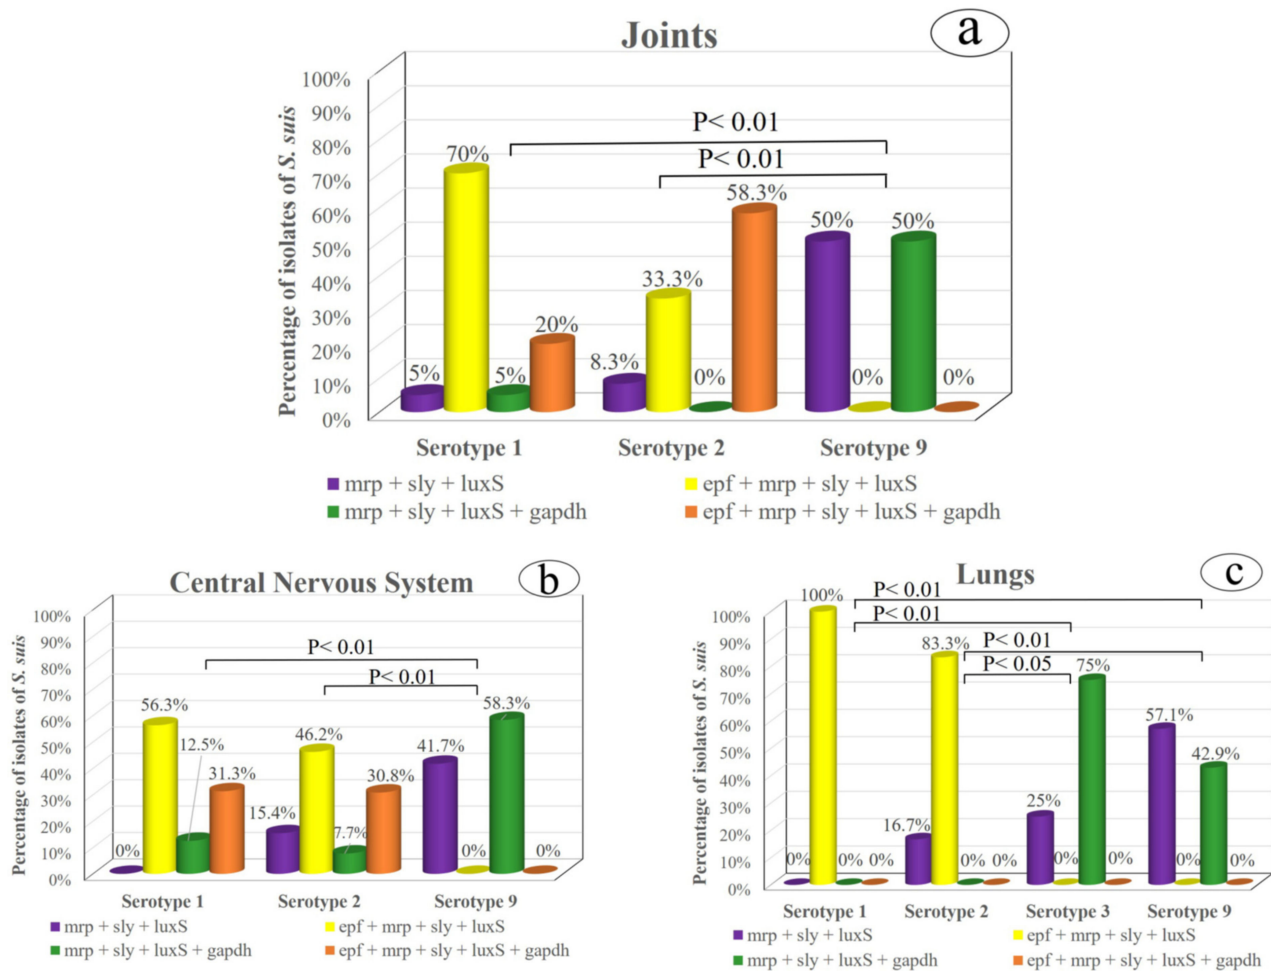 Joints
a
Percentage of isolates of S. suis
100%
90%
80%
70%
60%
50%
40%
30%
20%
10%
0%
P< 0.01
P< 0.01
5%
70%
5%
20%
8.3%
33.3%
0%
58.3%
50%
0%
50%
0%
Serotype 1
Serotype 2
Serotype 9
mrp + sly + luxS
epf + mrp + sly + luxS
mrp + sly + luxS + gapdh
epf + mrp + sly + luxS + gapdh
Central Nervous System
b
Percentage of isolates of S. suis
100%
90%
80%
70%
60%
50%
40%
30%
20%
10%
0%
P< 0.01
P< 0.01
0%
56.3%
12.5%
31.3%
15.4%
46.2%
7.7%
30.8%
41.7%
0%
58.3%
0%
Serotype 1
Serotype 2
Serotype 9
mrp + sly + luxS
epf + mrp + sly + luxS
mrp + sly + luxS + gapdh
epf + mrp + sly + luxS + gapdh
Lungs
c
Percentage of isolates of S. suis
100%
90%
80%
70%
60%
50%
40%
30%
20%
10%
0%
P< 0.01
P< 0.01
P< 0.01
P< 0.05
0%
100%
0%
0%
16.7%
83.3%
0%
0%
25%
0%
75%
0%
57.1%
0%
42.9%
0%
Serotype 1
Serotype 2
Serotype 3
Serotype 9
mrp + sly + luxS
epf + mrp + sly + luxS
mrp + sly + luxS + gapdh
epf + mrp + sly + luxS + gapdh